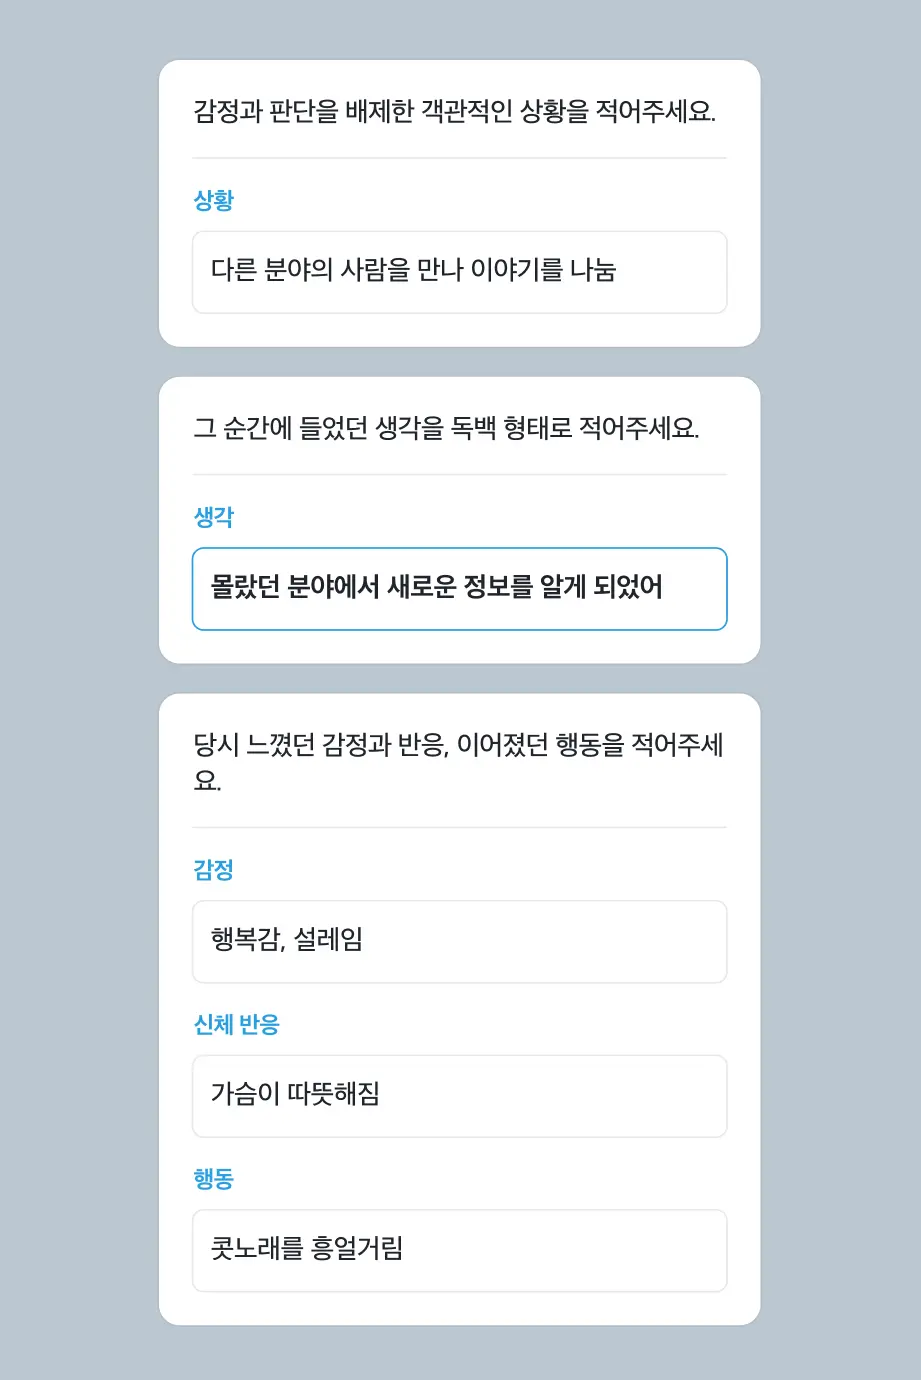 감정과 판단을 배제한 객관적인 상황을 적어주세요.
상황
다른 분야의 사람을 만나 이야기를 나눔
그 순간에 들었던 생각을 독백 형태로 적어주세요.
생각
몰랐던 분야에서 새로운 정보를 알게 되었어
당시 느꼈던 감정과 반응, 이어졌던 행동을 적어주세
요.
감정
행복감, 설레임
신체 반응
가슴이 따뜻해짐
행동
콧노래를 흥얼거림